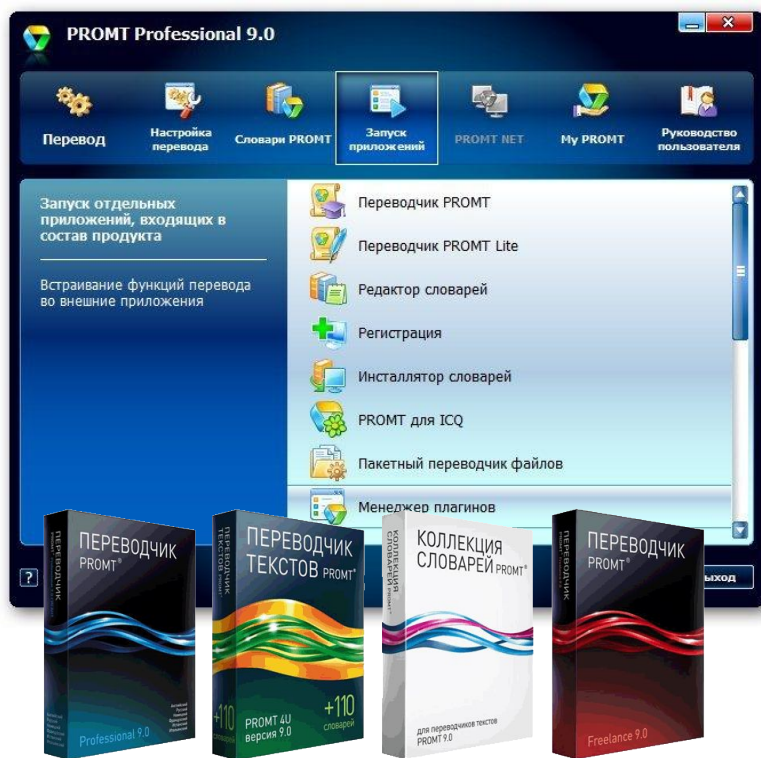 PROMT Professional 9.0
Перевод
Настройка
перевода
Словари PROMT
Запуск
приложений
PROMT NET
My PROMT
Руководство
пользователя
Запуск отдельных
приложений, входящих в
состав продукта
Встраивание функций перевода
во внешние приложения
Переводчик PROMT
Переводчик PROMT Lite
Редактор словарей
Регистрация
Инсталлятор словарей
PROMT для ICQ
Пакетный переводчик файлов
Менеджер плагинов
?
ыход
ПЕРЕВОДЧИК
ПЕРЕВОДЧИК
PROMT®
Professional 9.0
ПЕРЕВОДЧИК
ТЕКСТОВ PROMT®
ПЕРЕВОДЧИК
ТЕКСТОВ PROMT®
+110
словарей
+110
словарей
PROMT 4U
версия 9.0
КОЛЛЕКЦИЯ
СЛОВАРЕЙ PROMT®
КОЛЛЕКЦИЯ
СЛОВАРЕЙ PROMT®
для переводчиков текстов
PROMT 9.0
ПЕРЕВОДЧИК
ПЕРЕВОДЧИК
PROMT®
Freelance 9.0